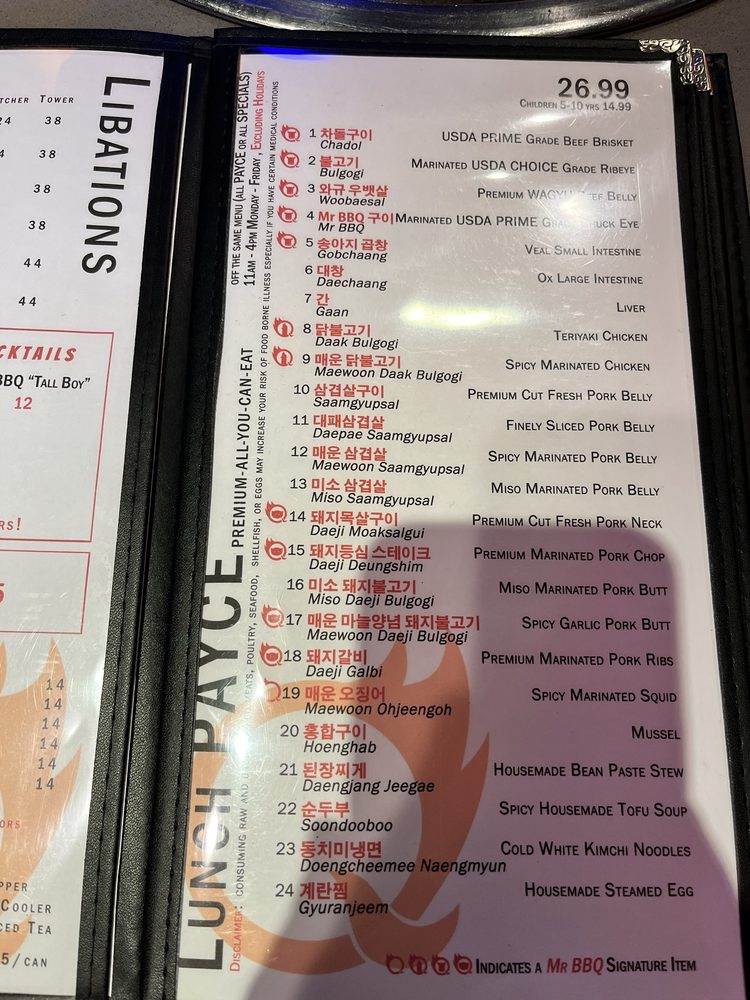 TCHER TOWER
24 38
4 38
38
38
44
44
LIBATIONS
CKTAILS
BBQ “TALL BOY”
12
RS!
5
14
14
14
14
14
14
ORS
PPER
COOLER
CED TEA
5/CAN
LUNCH PAYCE PREMIUM-ALL-YOU-CAN-EAT
OFF THE SAME MENU (ALL PAYCE OR ALL SPECIALS)
11AM - 4PM MONDAY - FRIDAY, EXCLUDING HOLIDAYS
DISCLAIMER: CONSUMING RAW AND MEATS, POULTRY, SEAFOOD, SHELLFISH, OR EGGS MAY INCREASE YOUR RISK OF FOOD BORNE ILLNESS ESPECIALLY IF YOU HAVE CERTAIN MEDICAL CONDITIONS
26.99
CHILDREN 5-10 YRS 14.99
1 차돌구이 USDA PRIME GRADE BEEF BRISKET
Chadol
2 불고기 MARINATED USDA CHOICE GRADE RIBEYE
Bulgogi
3 와규 우뱃살 PREMIUM WAGYU BEEF BELLY
Woobaesal
4 Mr BBQ 구이 MARINATED USDA PRIME GRADE CHUCK EYE
Mr BBQ
5 송아지 곱창 VEAL SMALL INTESTINE
Gobchaang
6 대창 OX LARGE INTESTINE
Daechang
7 간 LIVER
Gaan
8 닭불고기 TERIYAKI CHICKEN
Daak Bulgogi
9 매운 닭불고기 SPICY MARINATED CHICKEN
Maewoon Daak Bulgogi
10 삼겹살구이 PREMIUM CUT FRESH PORK BELLY
Saamgyupsal
11 대패삼겹살 FINELY SLICED PORK BELLY
Daepae Saamgyupsal
12 매운 삼겹살 SPICY MARINATED PORK BELLY
Maewoon Saamgyupsal
13 미소 삼겹살 MISO MARINATED PORK BELLY
Miso Saamgyupsal
14 돼지목살구이 PREMIUM CUT FRESH PORK NECK
Daeji Moaksalgui
15 돼지등심 스테이크 PREMIUM MARINATED PORK CHOP
Daeji Deungshim
16 미소 돼지불고기 MISO MARINATED PORK BUTT
Miso Daeji Bulgogi
17 매운 마늘양념 돼지불고기 SPICY GARLIC PORK BUTT
Maewoon Daeji Bulgogi
18 돼지갈비 PREMIUM MARINATED PORK RIBS
Daeji Galbi
19 매운 오징어 SPICY MARINATED SQUID
Maewoon Ohjeengoh
20 홍합구이 MUSSEL
Hoenghab
21 된장찌게 HOUSEMADE BEAN PASTE STEW
Daengjang Jeegae
22 순두부 SPICY HOUSEMADE TOFU SOUP
Soondooboo
23 동치미냉면 COLD WHITE KIMCHI NOODLES
Doengcheemee Naengmyun
24 계란찜 HOUSEMADE STEAMED EGG
Gyuranjeem
INDICATES A MR BBQ SIGNATURE ITEM